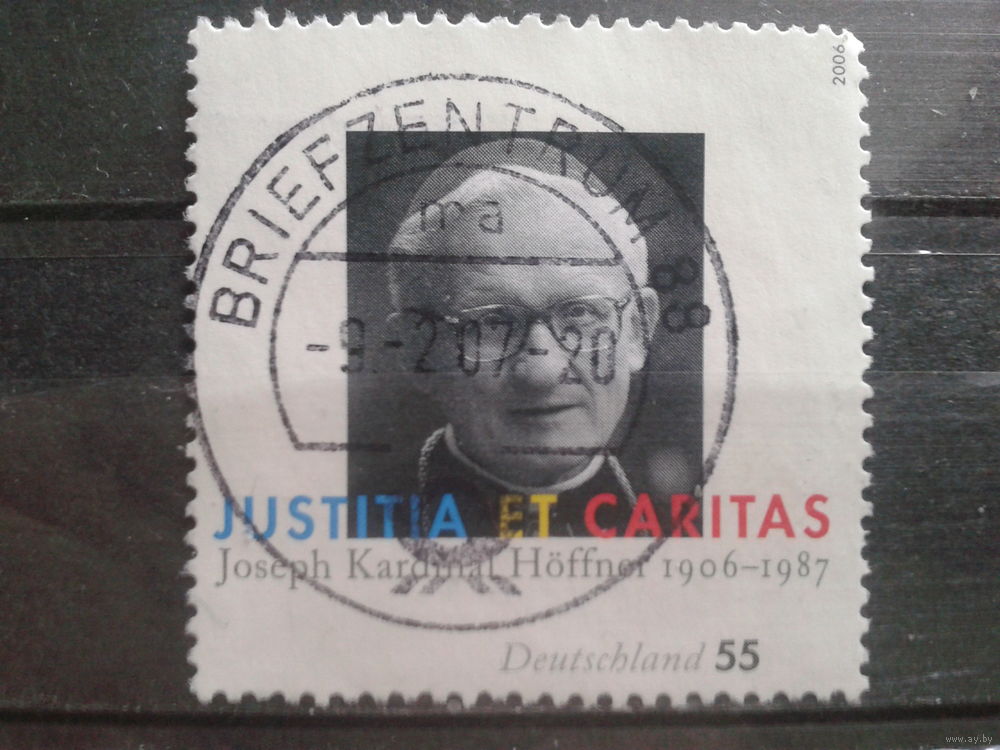 2006
BRIEFZENTRUM 88
ma
-9.-2.07.-20
JUSTITIA ET CARITAS
Joseph Kardinal Höffner 1906–1987
Deutschland 55
www.ay.by